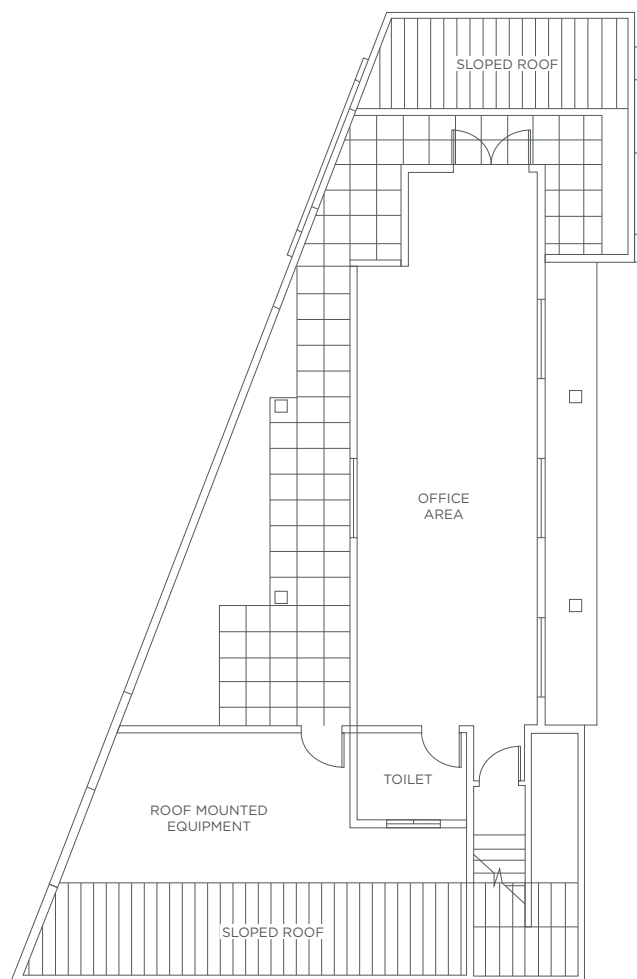 SLOPED ROOF
OFFICE
AREA
TOILET
ROOF MOUNTED
EQUIPMENT
SLOPED ROOF